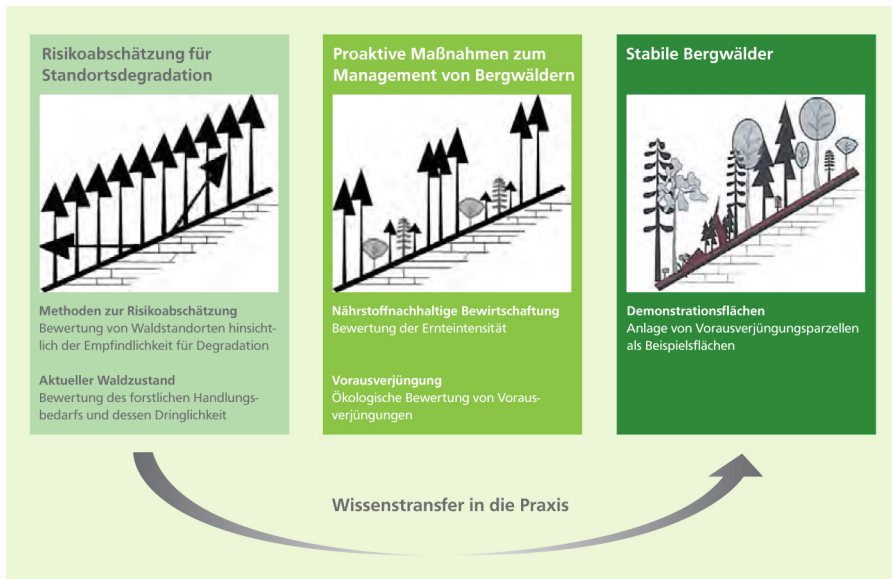 Risikoabschätzung für
Standortsdegradation
Methoden zur Risikoabschätzung
Bewertung von Waldstandorten hinsicht-
lich der Empfindlichkeit für Degradation
Aktueller Waldzustand
Bewertung des forstlichen Handlungs-
bedarfs und dessen Dringlichkeit
Proaktive Maßnahmen zum
Management von Bergwäldern
Nährstoffnachhaltige Bewirtschaftung
Bewertung der Ernteintensität
Vorausverjüngung
Ökologische Bewertung von Voraus-
verjüngungen
Stabile Bergwälder
Demonstrationsflächen
Anlage von Vorausverjüngungsparzellen
als Beispielsflächen
Wissenstransfer in die Praxis